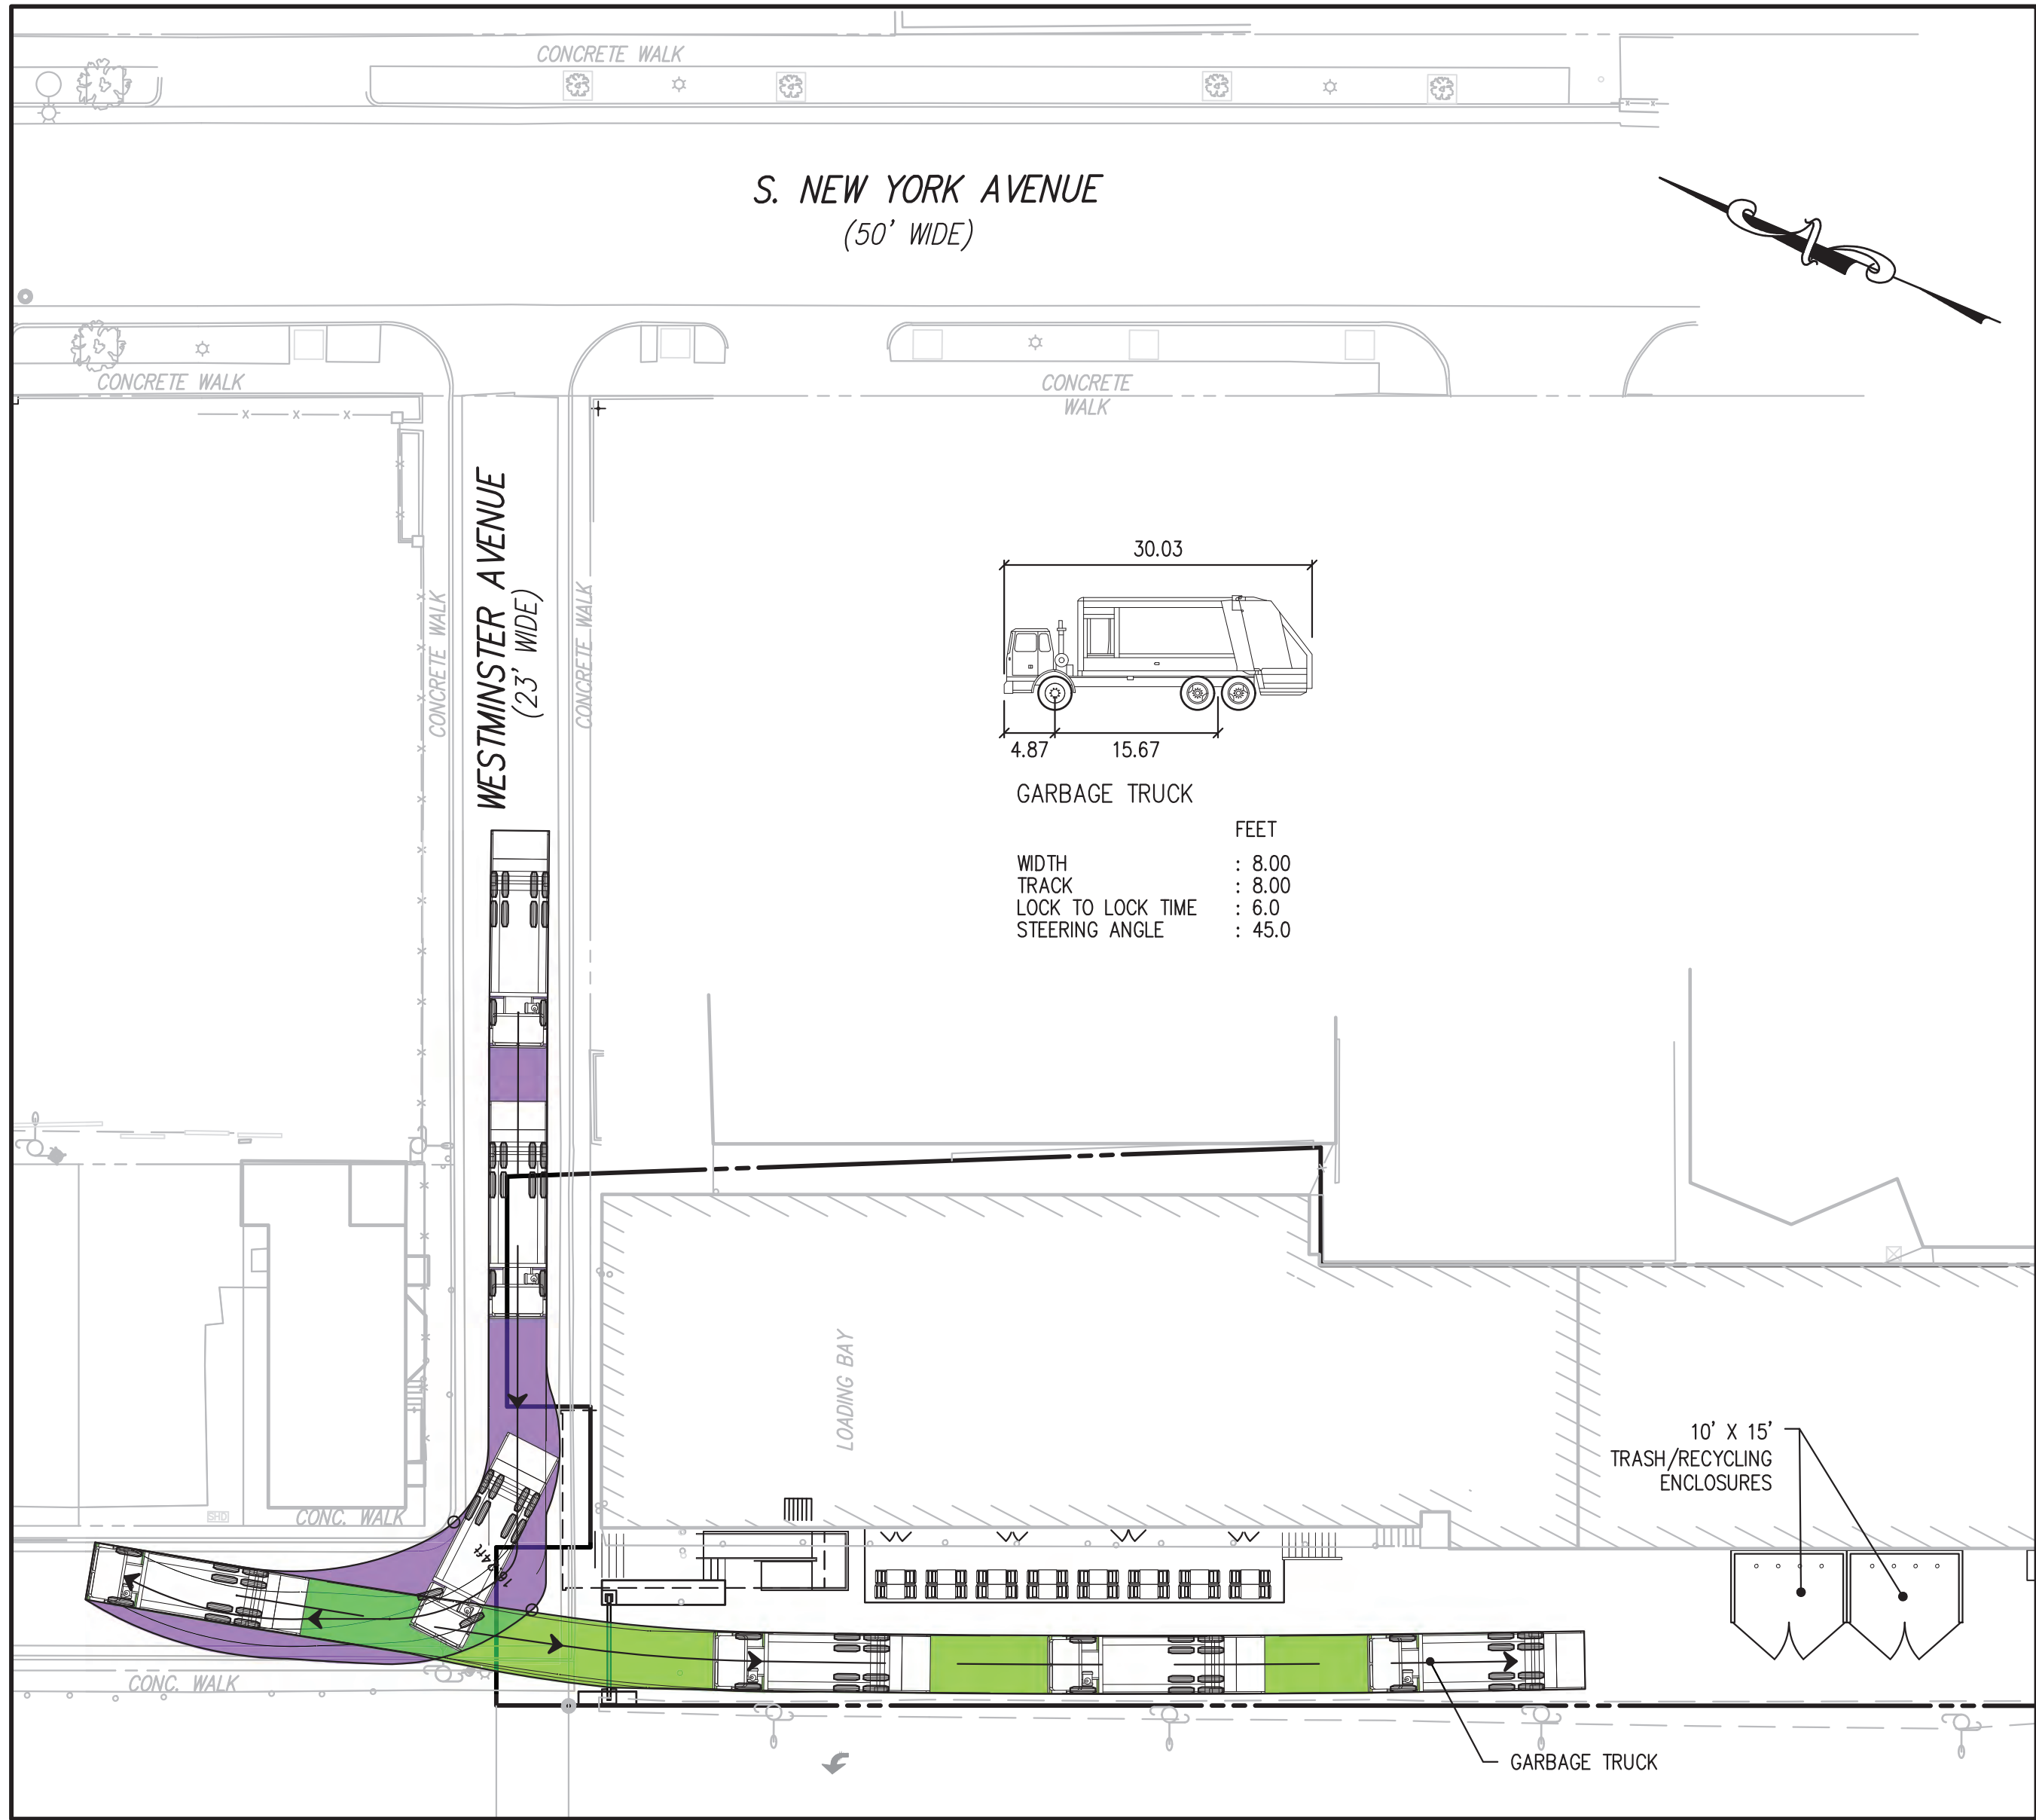 CONCRETE WALK
S. NEW YORK AVENUE
(50' WIDE)
CONCRETE WALK
CONCRETE
WALK
WESTMINSTER AVENUE
(23' WIDE)
CONCRETE WALK
CONCRETE WALK
30.03
4.87
15.67
GARBAGE TRUCK
FEET
WIDTH : 8.00
TRACK : 8.00
LOCK TO LOCK TIME : 6.0
STEERING ANGLE : 45.0
LOADING BAY
10' X 15'
TRASH/RECYCLING
ENCLOSURES
SHD
CONC. WALK
CONC. WALK
GARBAGE TRUCK